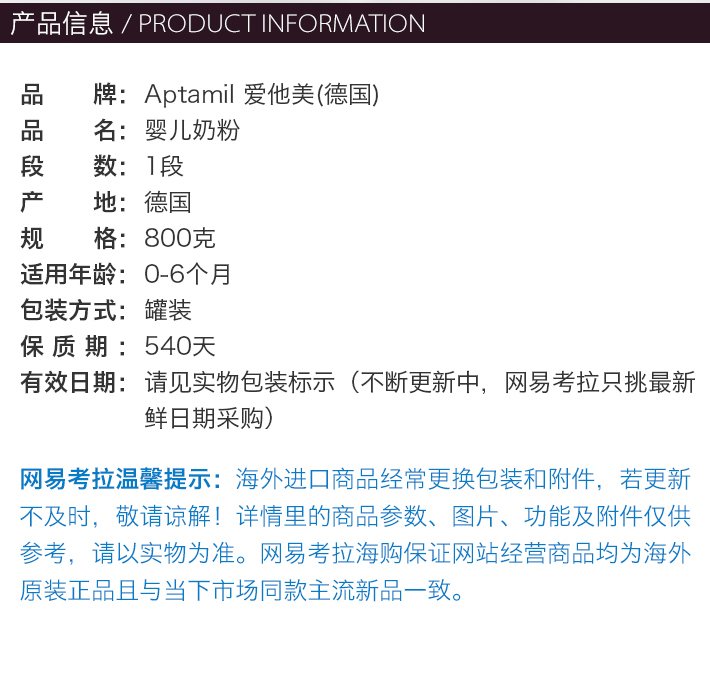 产品信息 / PRODUCT INFORMATION
品 牌：Aptamil 爱他美(德国)
品 名：婴儿奶粉
段 数：1段
产 地：德国
规 格：800克
适用年龄：0-6个月
包装方式：罐装
保 质 期 ：540天
有效日期：请见实物包装标示（不断更新中，网易考拉只挑最新
鲜日期采购）
网易考拉温馨提示：海外进口商品经常更换包装和附件，若更新
不及时，敬请谅解！详情里的商品参数、图片、功能及附件仅供
参考，请以实物为准。网易考拉海购保证网站经营商品均为海外
原装正品且与当下市场同款主流新品一致。